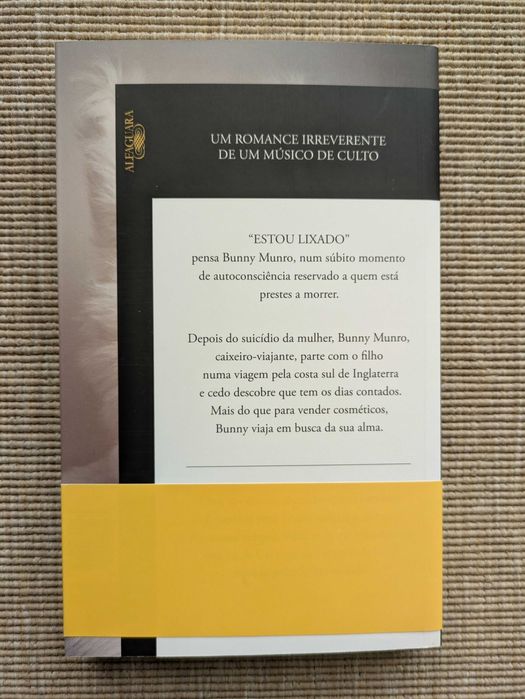 ALFAGUARA
UM ROMANCE IRREVERENTE
DE UM MÚSICO DE CULTO
“ESTOU LIXADO”
pensa Bunny Munro, num súbito momento
de autoconsciência reservado a quem está
prestes a morrer.
Depois do suicídio da mulher, Bunny Munro,
caixeiro-viajante, parte com o filho
numa viagem pela costa sul de Inglaterra
e cedo descobre que tem os dias contados.
Mais do que para vender cosméticos,
Bunny viaja em busca da sua alma.